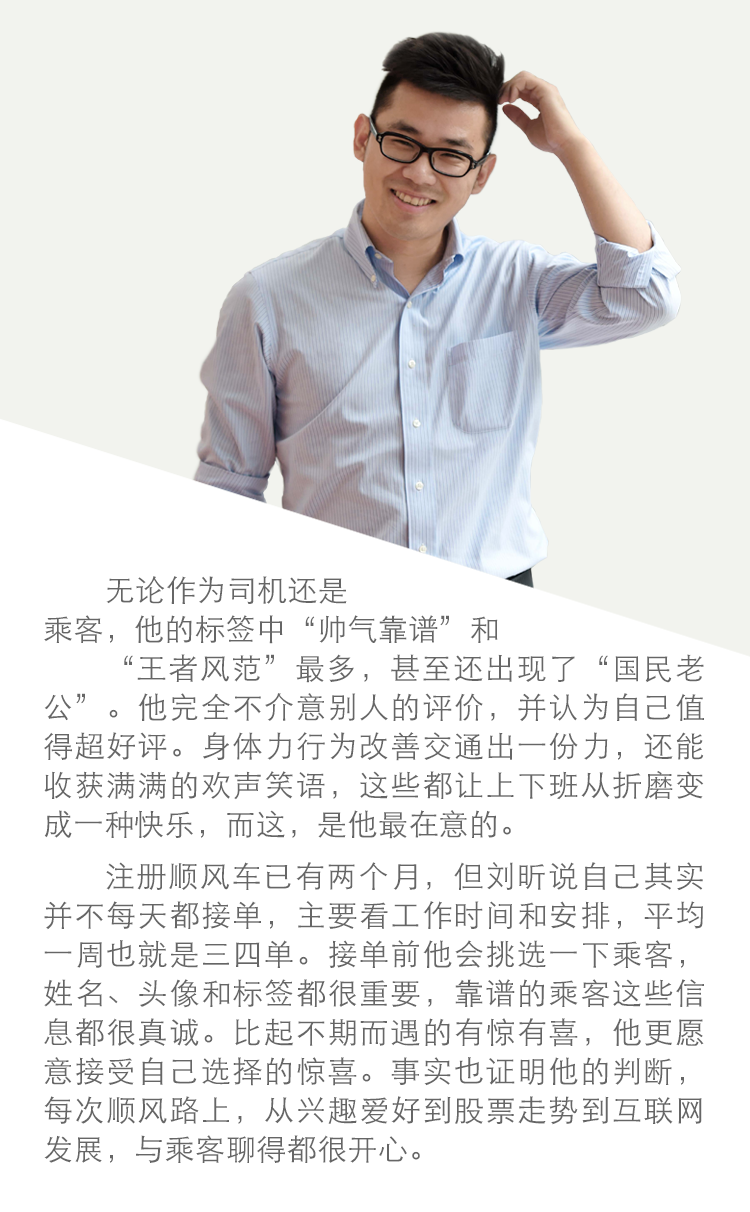 无论作为司机还是
乘客，他的标签中“帅气靠谱”和
“王者风范”最多，甚至还出现了“国民老
公”。他完全不介意别人的评价，并认为自己值
得超好评。身体力行为改善交通出一份力，还能
收获满满的欢声笑语，这些都让上下班从折磨变
成一种快乐，而这，是他最在意的。
注册顺风车已有两个月，但刘昕说自己其实
并不每天都接单，主要看工作时间和安排，平均
一周也就是三四单。接单前他会挑选一下乘客，
姓名、头像和标签都很重要，靠谱的乘客这些信
息都很真诚。比起不期而遇的有惊有喜，他更愿
意接受自己选择的惊喜。事实也证明他的判断，
每次顺风路上，从兴趣爱好到股票走势到互联网
发展，与乘客聊得都很开心。